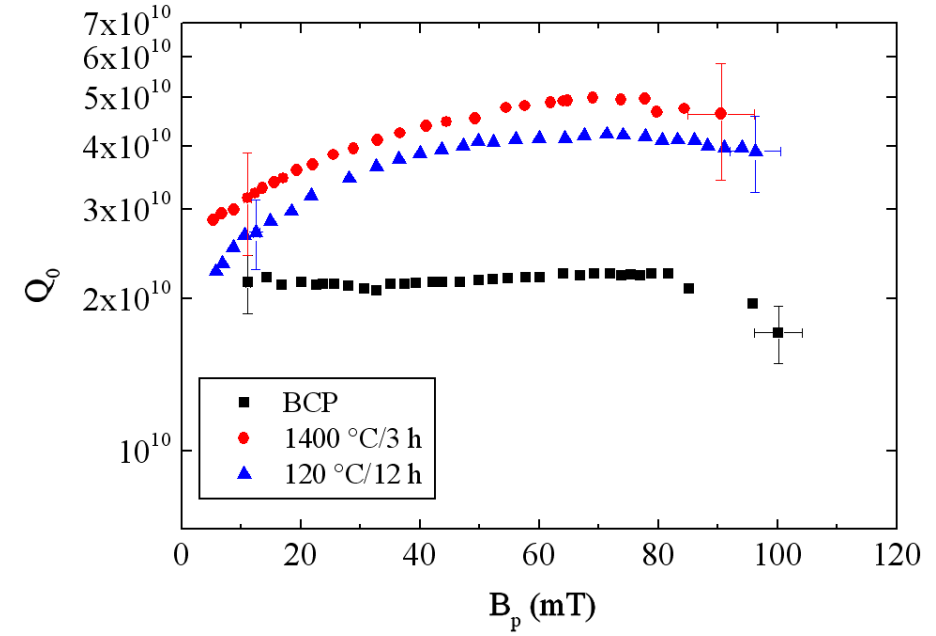 7x10¹⁰
6x10¹⁰
5x10¹⁰
4x10¹⁰
3x10¹⁰
2x10¹⁰
10¹⁰
Q₀
BCP
1400 °C/3 h
120 °C/12 h
0 20 40 60 80 100 120
Bₚ (mT)